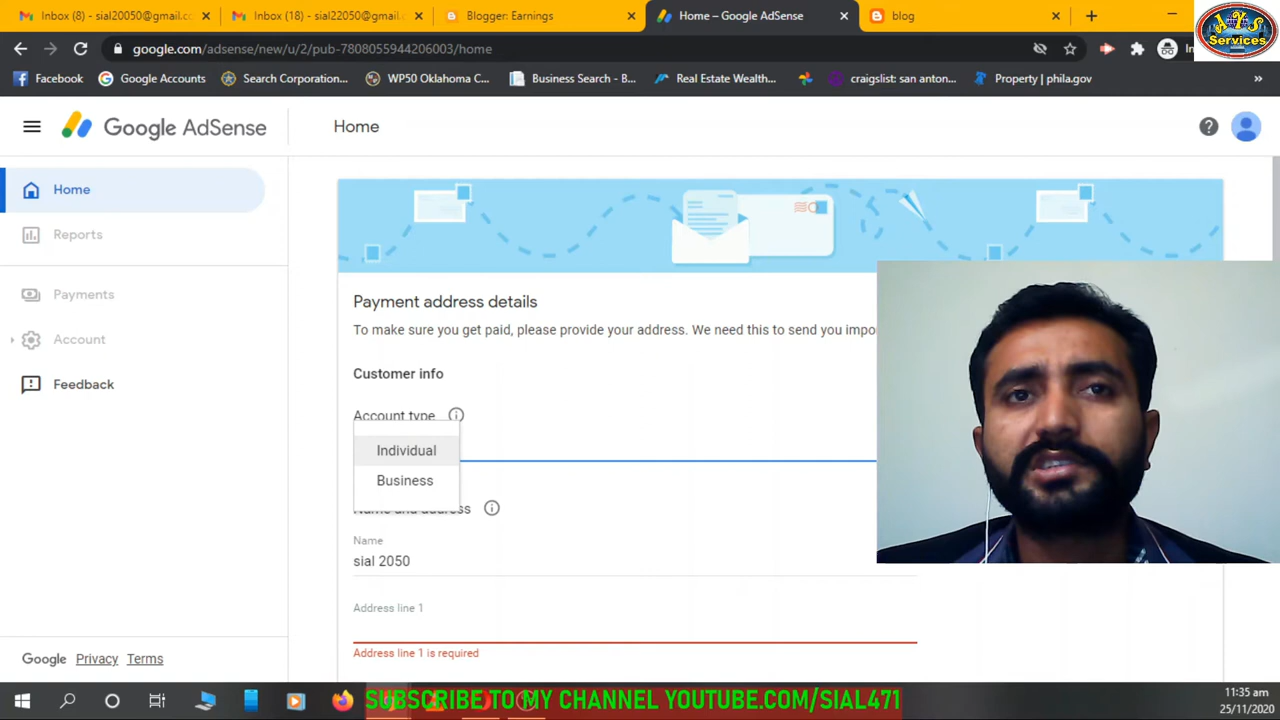 Inbox (8) - sial20050@gmail.cc
Inbox (18) - sial22050@gmail.
Blogger: Earnings
Home – Google AdSense
blog
AYS
Services
google.com/adsense/new/u/2/pub-7808055944206003/home
Facebook
Google Accounts
Search Corporation...
WP50 Oklahoma C...
Business Search - B...
Real Estate Wealth...
craigslist: san anton...
Property | phila.gov
»
Google AdSense
Home
Home
Reports
Payments
Account
Feedback
Payment address details
To make sure you get paid, please provide your address. We need this to send you impo
Customer info
Account type
Individual
Business
Name and address
Name
sial 2050
Address line 1
Address line 1 is required
Google Privacy Terms
SUBSCRIBE TO MY CHANNEL YOUTUBE.COM/SIAL471
11:35 am
25/11/2020